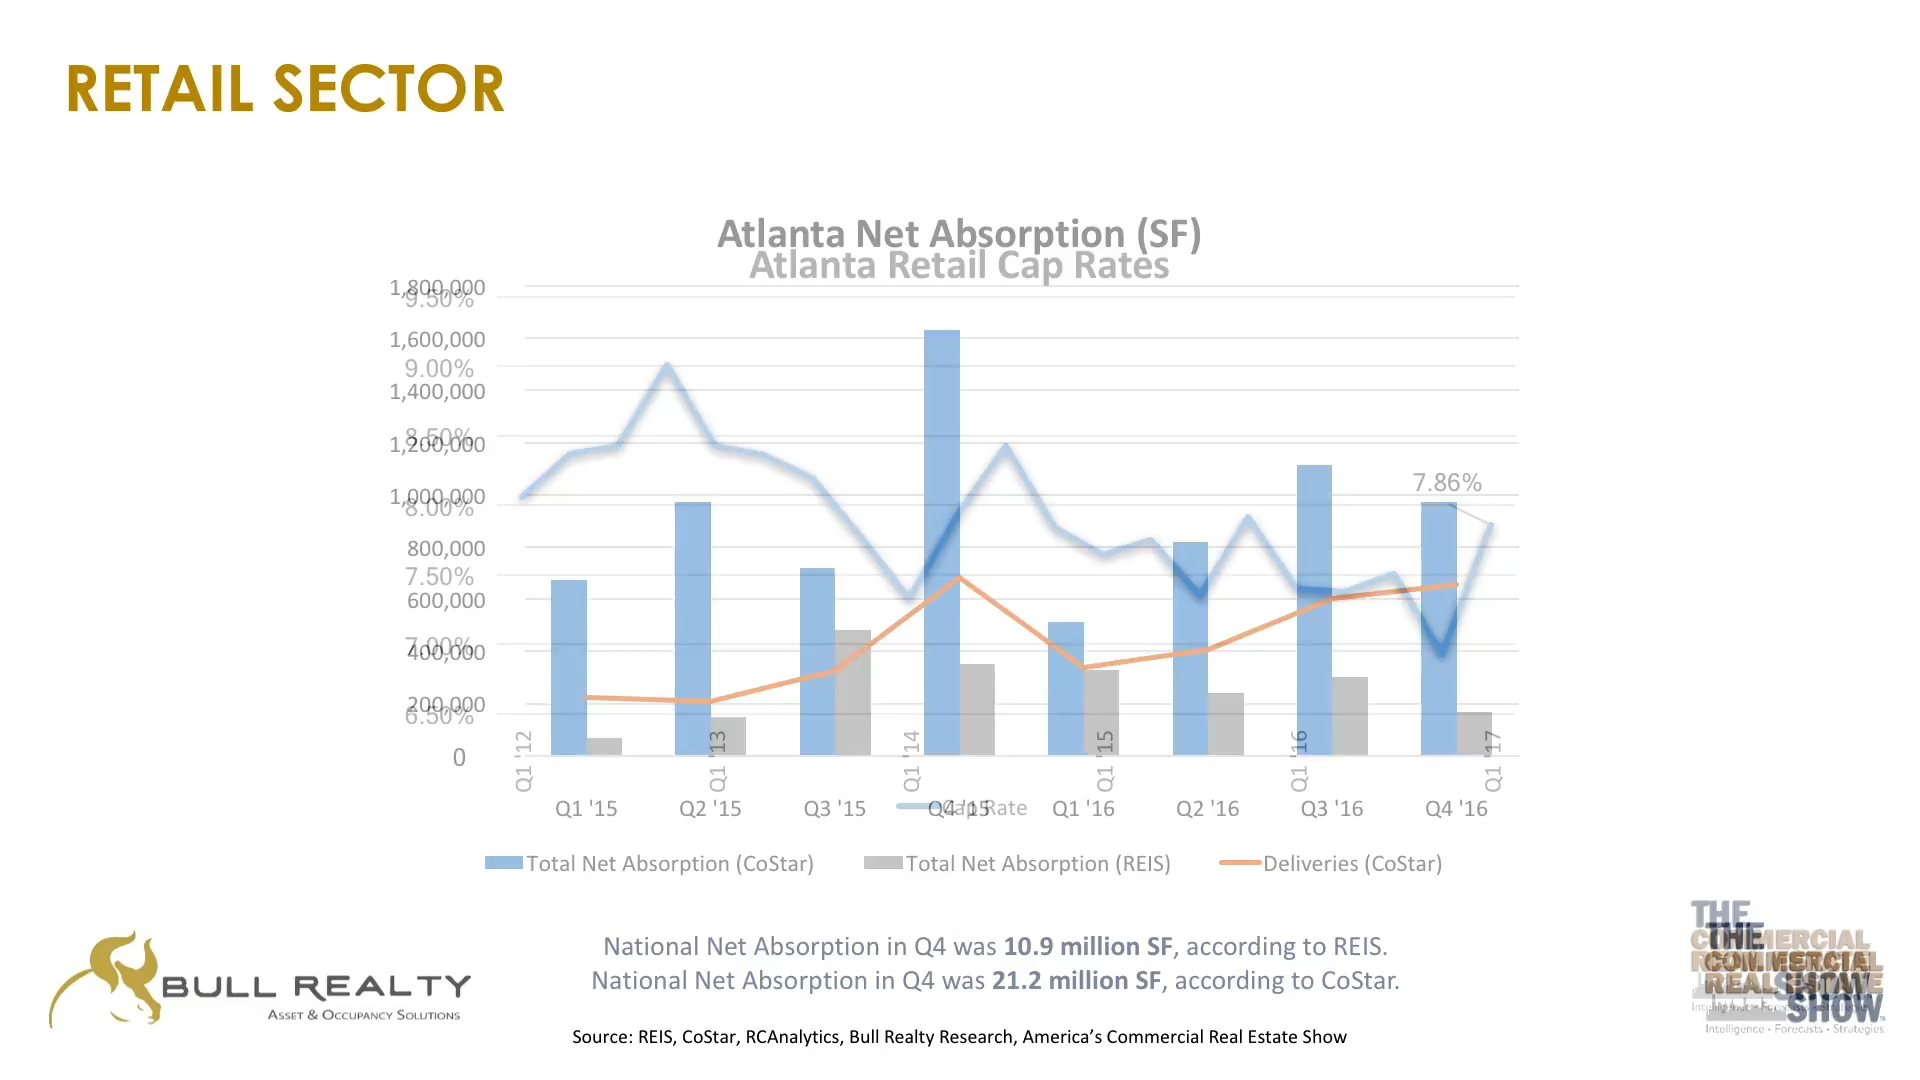 RETAIL SECTOR
Atlanta Net Absorption (SF)
Atlanta Retail Cap Rates
1,800,000
9.50%
1,600,000
9.00%
1,400,000
8.50%
1,200,000
1,000,000
8.00%
800,000
7.50%
600,000
7.00%
400,000
200,000
6.50%
0
7.86%
Q1 '12
Q1 '13
Q1 '14
Q1 '15
Q1 '16
Q1 '17
Q1 '15
Q2 '15
Q3 '15
Q4 '15
Q1 '16
Q2 '16
Q3 '16
Q4 '16
Cap Rate
Total Net Absorption (CoStar)
Total Net Absorption (REIS)
Deliveries (CoStar)
National Net Absorption in Q4 was 10.9 million SF, according to REIS.
National Net Absorption in Q4 was 21.2 million SF, according to CoStar.
Source: REIS, CoStar, RCAnalytics, Bull Realty Research, America’s Commercial Real Estate Show
BULL REALTY
ASSET & OCCUPANCY SOLUTIONS
THE
COMMERCIAL
REAL ESTATE
SHOW
Intelligence • Forecasts • Strategies